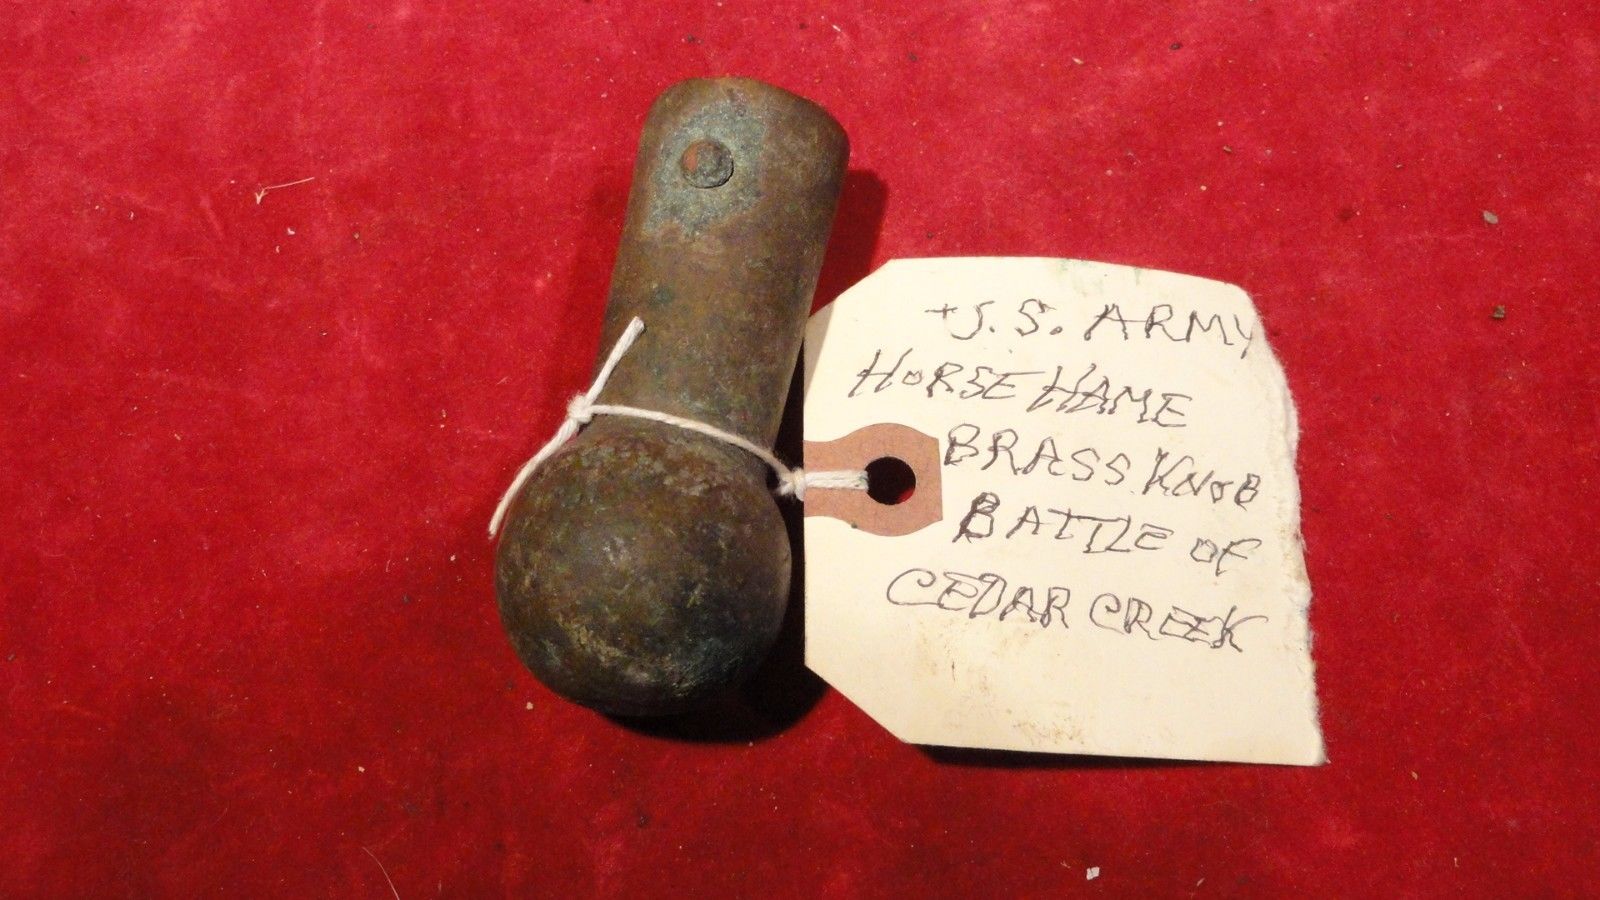 U.S. ARMY
HORSE HAME
BRASS KNOB
BATTLE OF
CEDAR CREEK